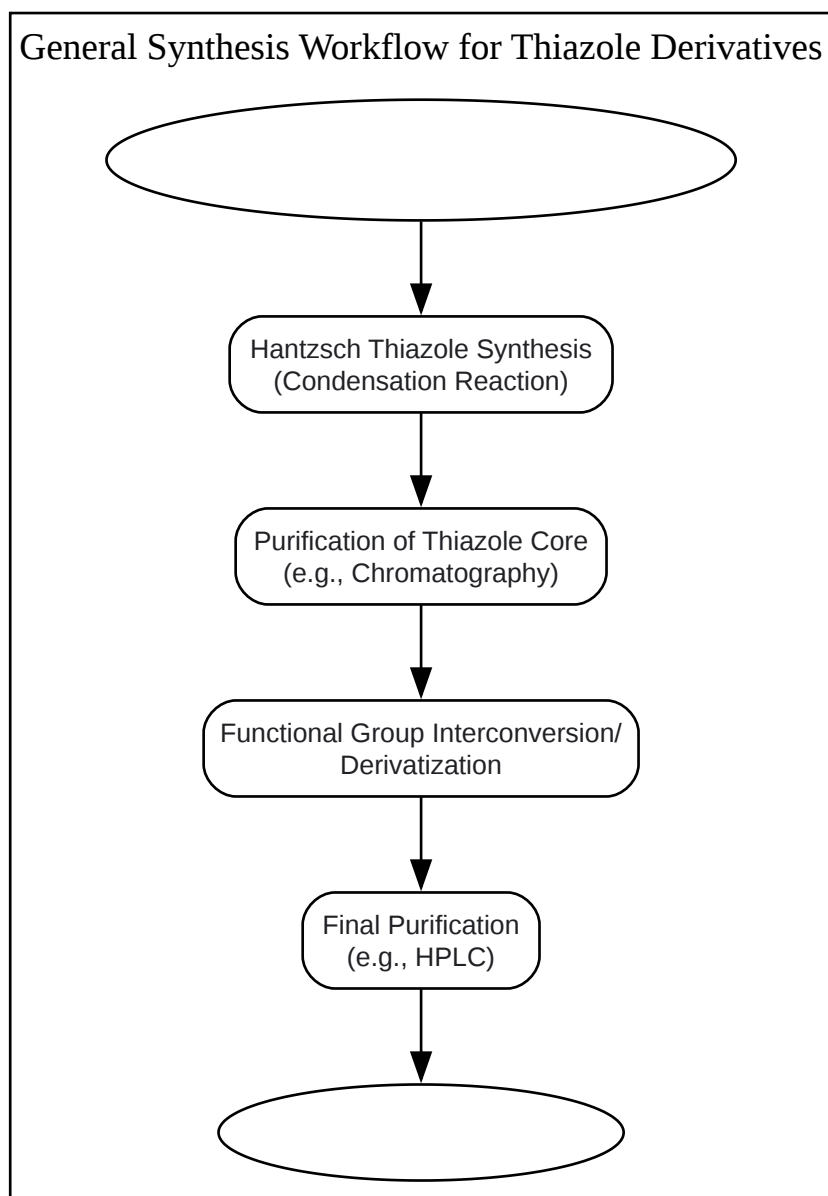 General Synthesis Workflow for Thiazole Derivatives
Hantzsch Thiazole Synthesis
(Condensation Reaction)
Purification of Thiazole Core
(e.g., Chromatography)
Functional Group Interconversion/
Derivatization
Final Purification
(e.g., HPLC)